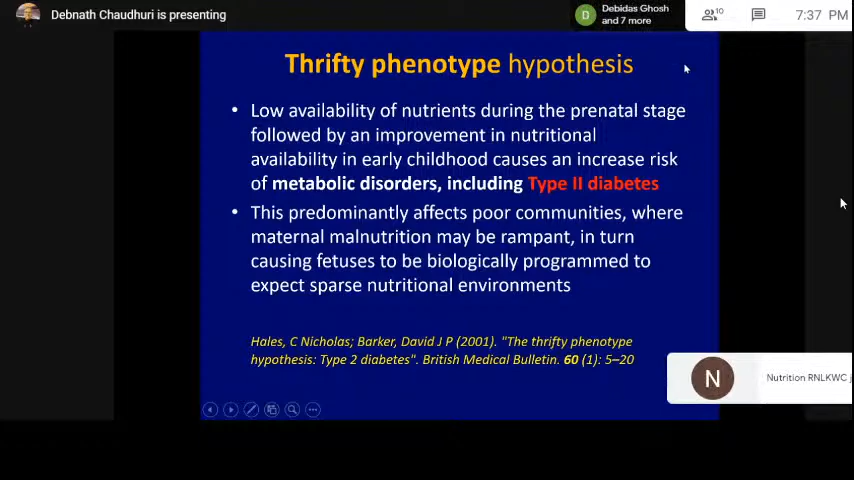 Debnath Chaudhuri is presenting
D
Debidas Ghosh
and 7 more
10
7:37 PM
Thrifty phenotype hypothesis
• Low availability of nutrients during the prenatal stage
followed by an improvement in nutritional
availability in early childhood causes an increase risk
of metabolic disorders, including Type II diabetes
• This predominantly affects poor communities, where
maternal malnutrition may be rampant, in turn
causing fetuses to be biologically programmed to
expect sparse nutritional environments
Hales, C Nicholas; Barker, David J P (2001). "The thrifty phenotype
hypothesis: Type 2 diabetes". British Medical Bulletin. 60 (1): 5–20
N
Nutrition RNLKWC j